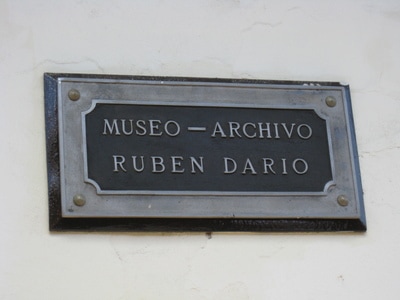 MUSEO — ARCHIVO
RUBEN DARIO